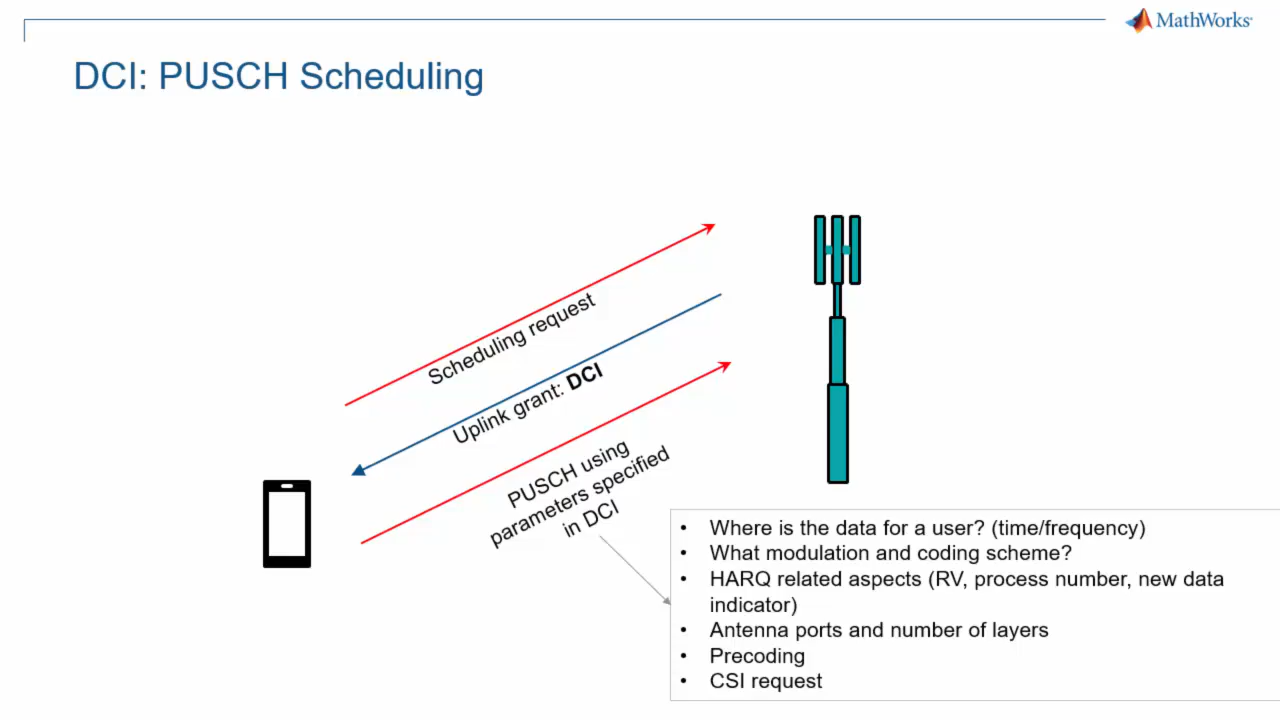 MathWorks
DCI: PUSCH Scheduling
Scheduling request
Uplink grant: DCI
PUSCH using
parameters specified
in DCI
• Where is the data for a user? (time/frequency)
• What modulation and coding scheme?
• HARQ related aspects (RV, process number, new data
indicator)
• Antenna ports and number of layers
• Precoding
• CSI request